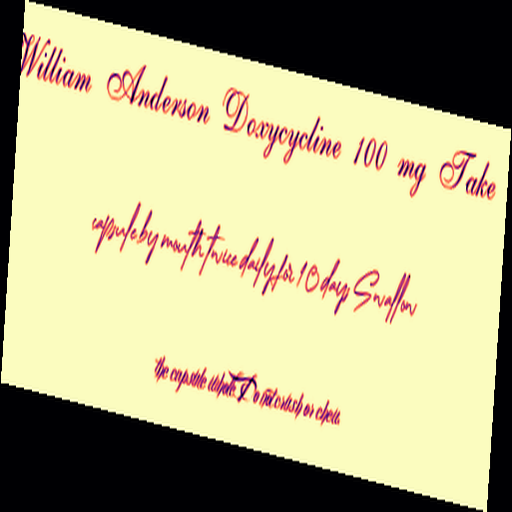 William Anderson Doxycycline 100 mg Take
capsule by mouth twice daily for 10 days Swallow
the capsule whole Do not crush or chew